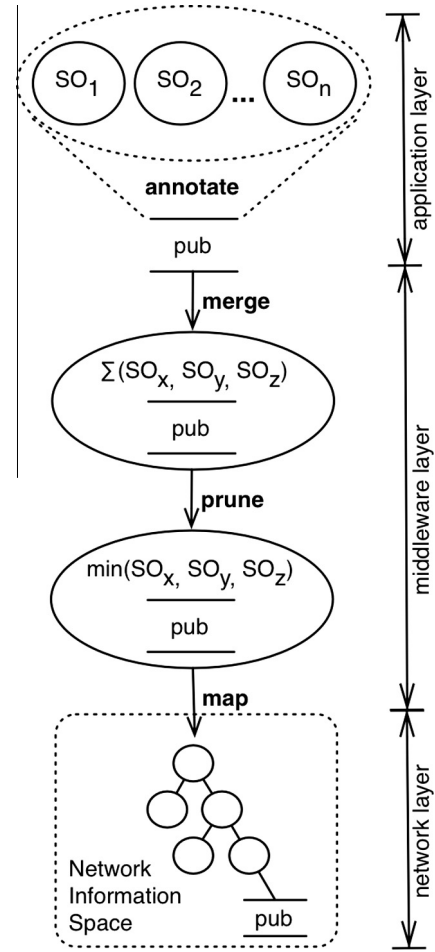 SO1 SO2 ... SOn
annotate
pub
merge
∑(SOx, SOy, SOz)
pub
prune
min(SOx, SOy, SOz)
pub
map
Network
Information
Space
pub
application layer
middleware layer
network layer